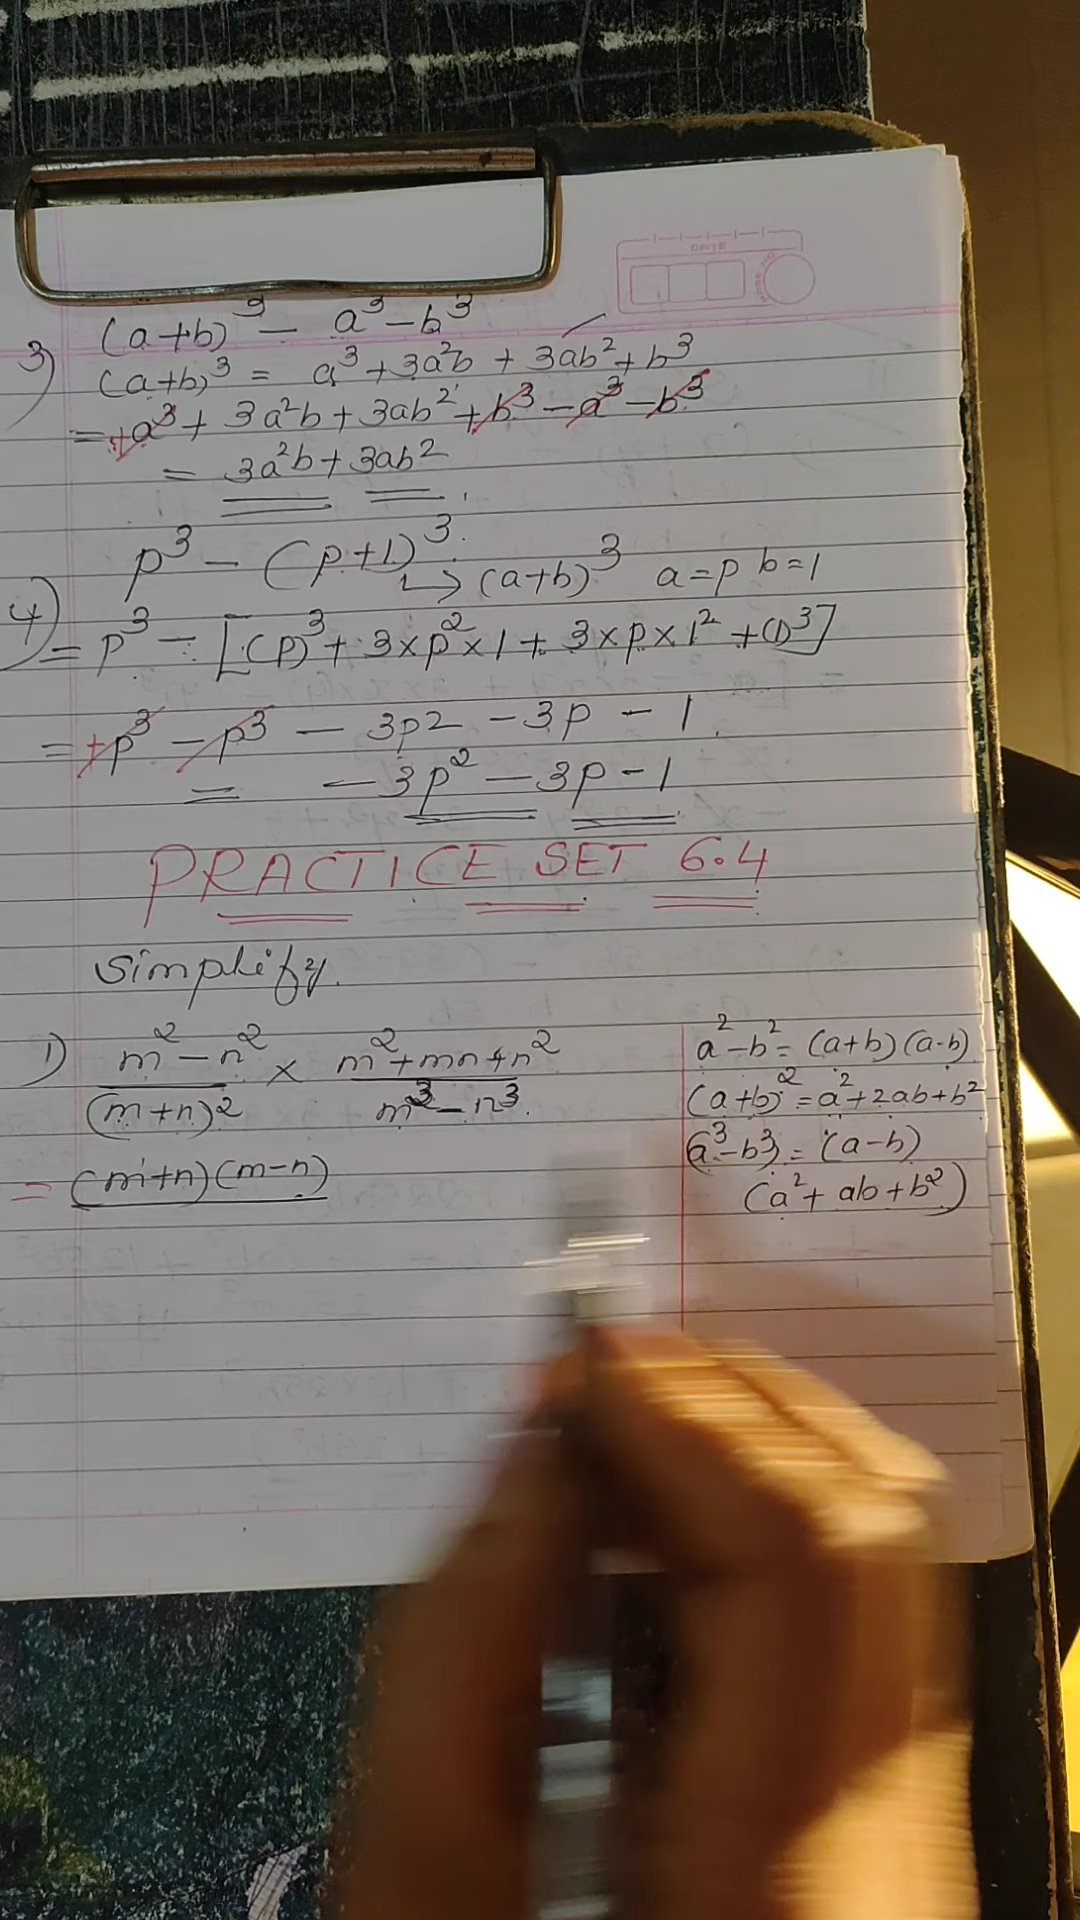 DATE
3) (a+b)³ – a³–b³
(a+b)³ = a³+3a²b + 3ab²+b³
= +a³+ 3a²b+3ab²+b³–a³–b³
= 3a²b+3ab².
4) p³ – (p+1)³.
↳ (a+b)³ a=p b=1
= p³ – [(p)³+ 3×p²×1+ 3×p×1²+(1)³]
= +p³ – p³ – 3p2 – 3p – 1.
= –3p² – 3p – 1
PRACTICE SET 6.4
Simplify.
1) m² – n² / (m+n)2 × m²+mn+n² / m³–n³.
= (m+n)(m–n)
a²–b²= (a+b)(a-b)
(a+b)² = a²+2ab+b²
(a³–b³) = (a–b)
(a²+ ab+b²)